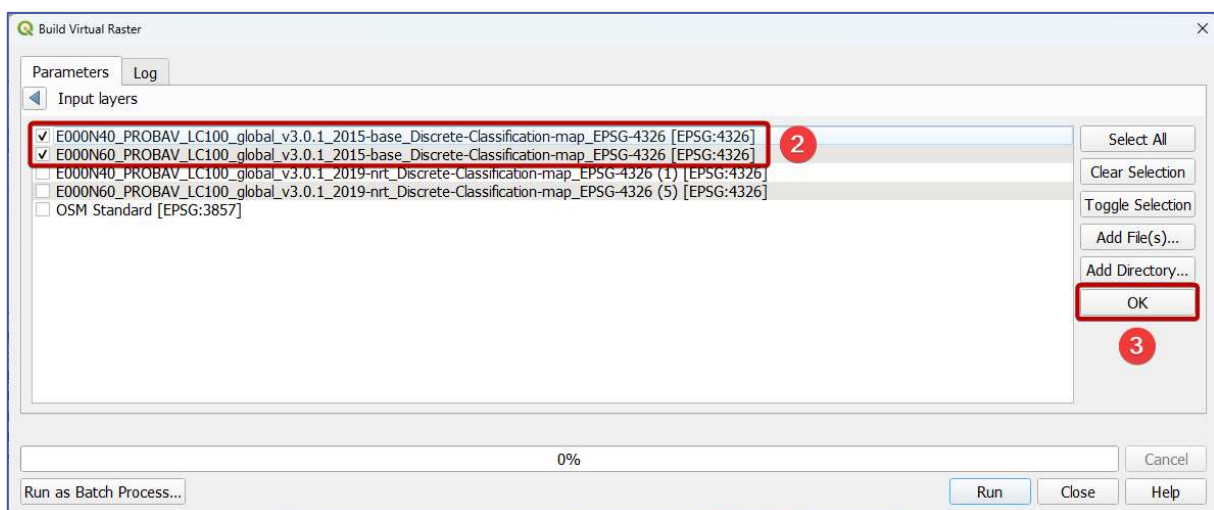 Build Virtual Raster
Parameters Log
Input layers
E000N40_PROBAV_LC100_global_v3.0.1_2015-base_Discrete-Classification-map_EPSG-4326 [EPSG:4326]
E000N60_PROBAV_LC100_global_v3.0.1_2015-base_Discrete-Classification-map_EPSG-4326 [EPSG:4326]
2
E000N40_PROBAV_LC100_global_v3.0.1_2019-nrt_Discrete-Classification-map_EPSG-4326 (1) [EPSG:4326]
E000N60_PROBAV_LC100_global_v3.0.1_2019-nrt_Discrete-Classification-map_EPSG-4326 (5) [EPSG:4326]
OSM Standard [EPSG:3857]
Select All
Clear Selection
Toggle Selection
Add File(s)...
Add Directory...
OK
3
0%
Cancel
Run as Batch Process...
Run
Close
Help